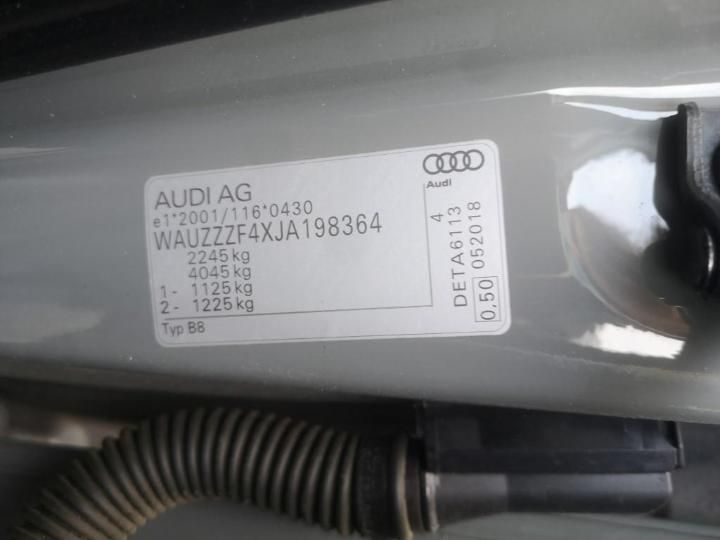 AUDI AG
e1*2001/116*0430
WAUZZZF4XJA198364
2245 kg
4045 kg
1- 1125 kg
2- 1225 kg
Typ B8
Audi
DETA6113 4
0,50 052018